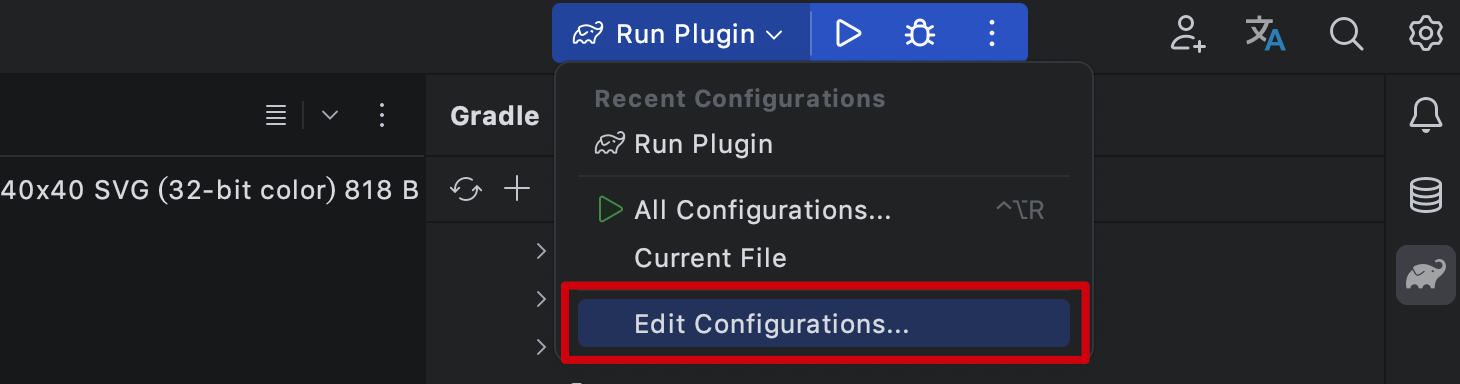 Run Plugin
Recent Configurations
Gradle
Run Plugin
40x40 SVG (32-bit color) 818 B
All Configurations... ^⌥R
Current File
Edit Configurations...